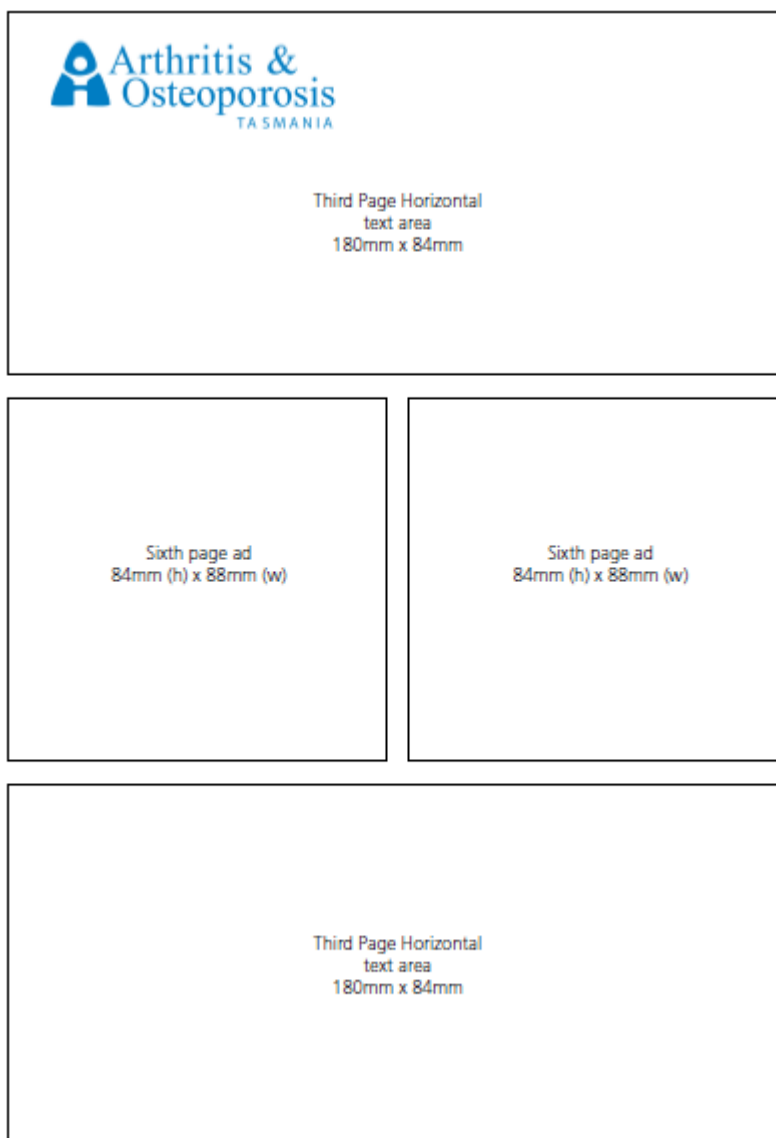 Arthritis &
Osteoporosis
TASMANIA
Third Page Horizontal
text area
180mm x 84mm
Sixth page ad
84mm (h) x 88mm (w)
Sixth page ad
84mm (h) x 88mm (w)
Third Page Horizontal
text area
180mm x 84mm